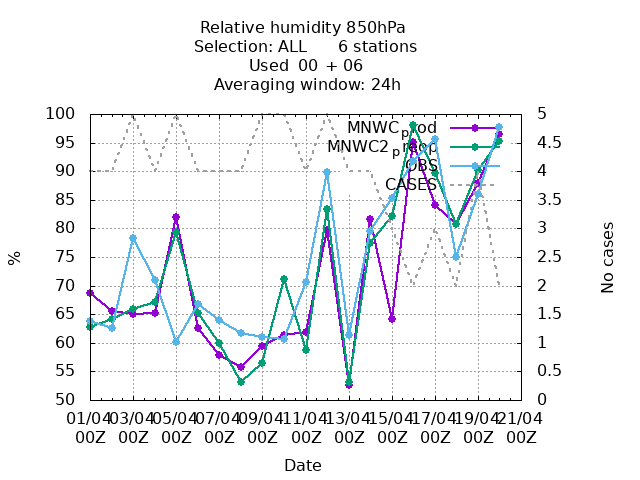 Relative humidity 850hPa
Selection: ALL 6 stations
Used 00 + 06
Averaging window: 24h
100 5
95 4.5
90 4
85 3.5
80 3
75 2.5
70 2
65 1.5
60 1
55 0.5
50 0
MNWC_prod
MNWC2_p
OBS
CASES
%
No cases
01/04 03/04 05/04 07/04 09/04 11/04 13/04 15/04 17/04 19/04 21/04
00Z 00Z 00Z 00Z 00Z 00Z 00Z 00Z 00Z 00Z 00Z
Date